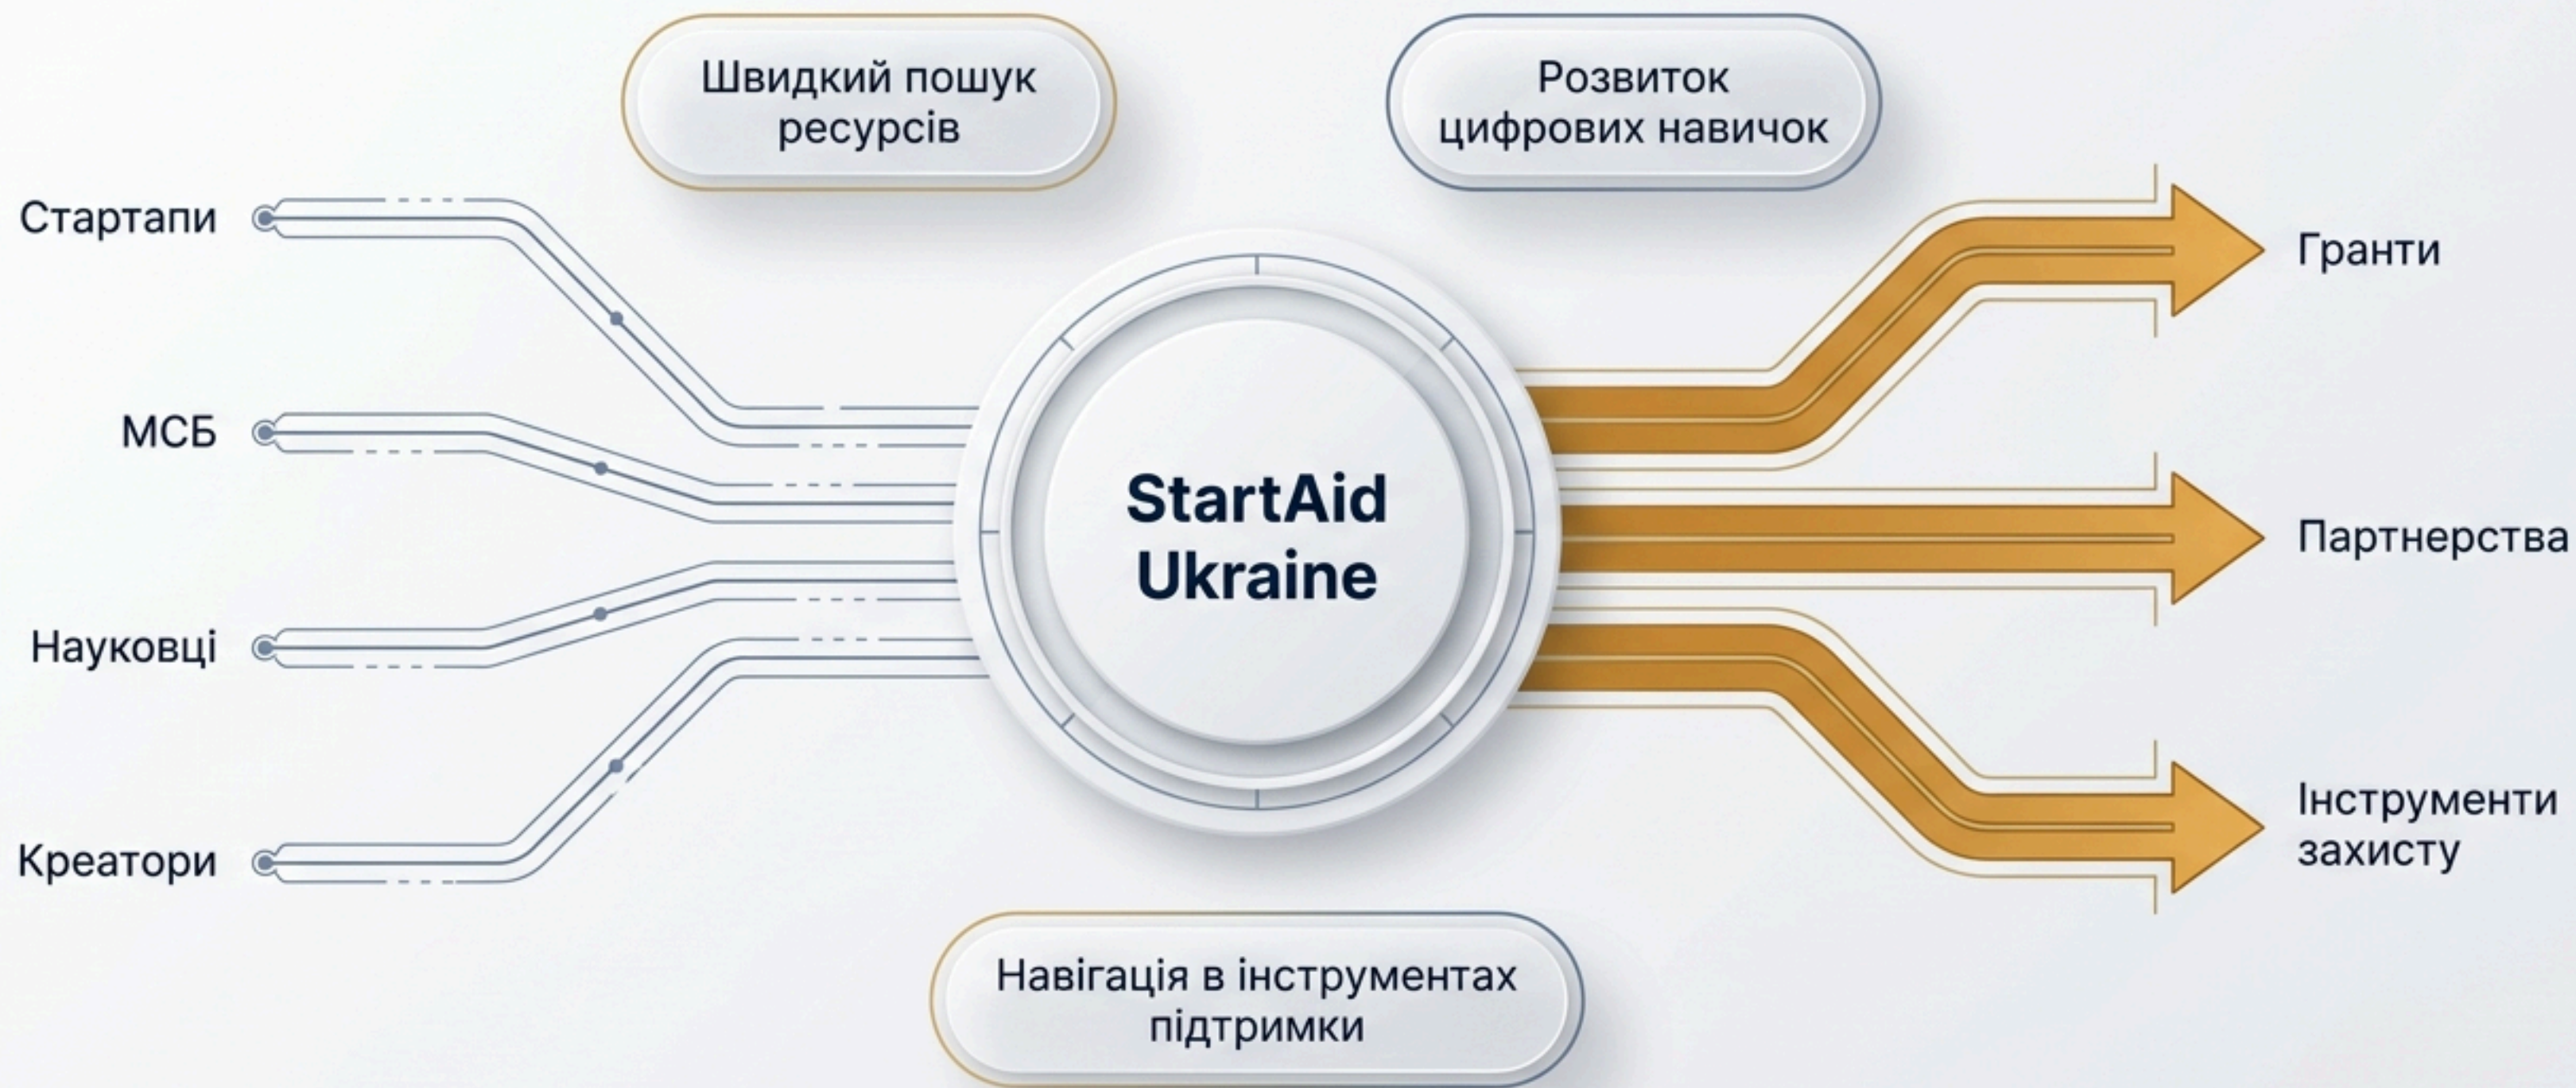 Швидкий пошук
ресурсів
Розвиток
цифрових навичок
Стартапи
МСБ
Науковці
Креатори
StartAid
Ukraine
Гранти
Партнерства
Інструменти
захисту
Навігація в інструментах
підтримки